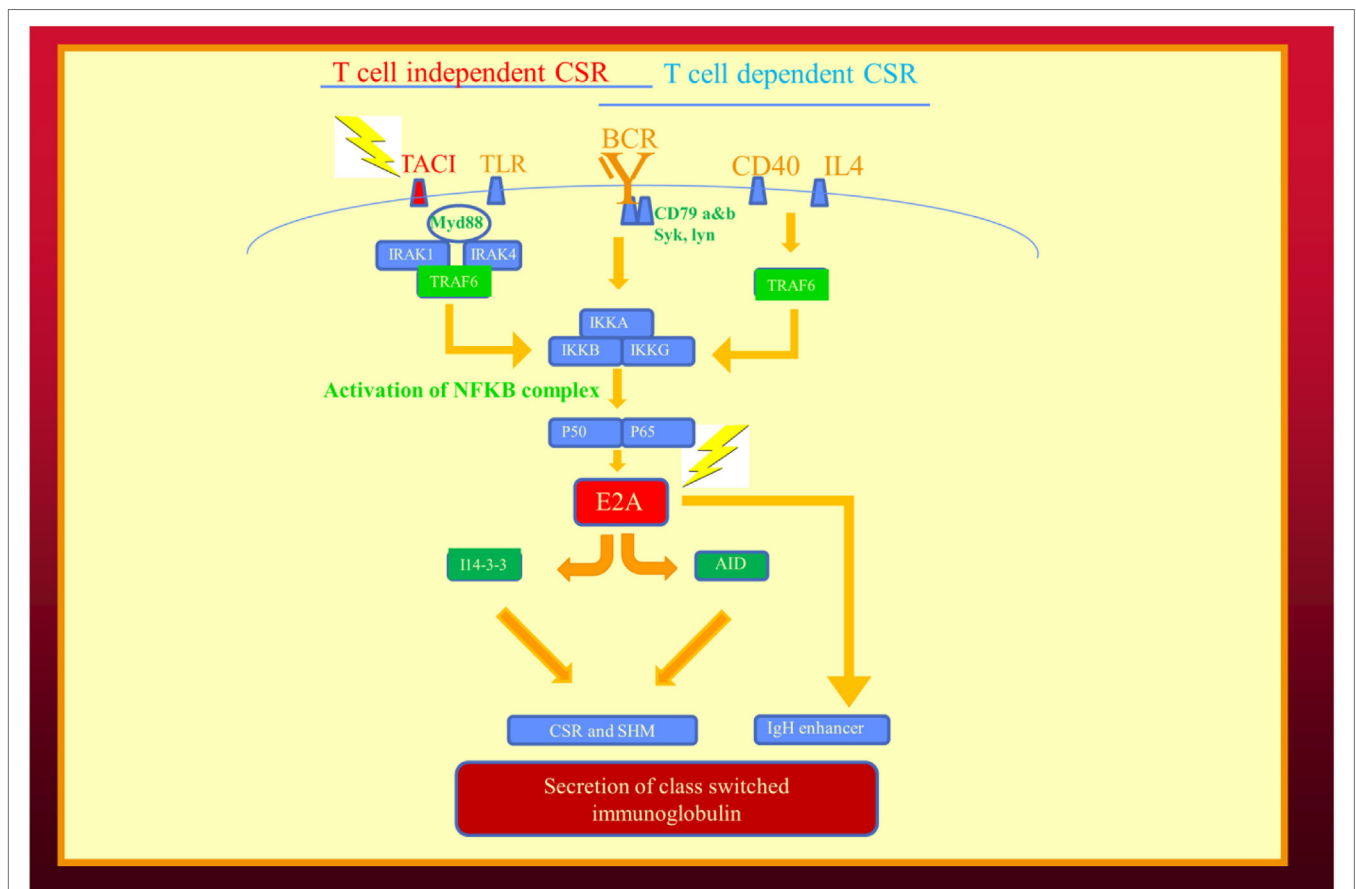 T cell independent CSR
T cell dependent CSR
BCR
TACI
TLR
CD40
IL4
CD79 a&b
Syk, lyn
Myd88
IRAK1
IRAK4
TRAF6
TRAF6
IKKA
IKKB
IKKG
Activation of NFKB complex
P50
P65
E2A
I14-3-3
AID
CSR and SHM
IgH enhancer
Secretion of class switched
immunoglobulin